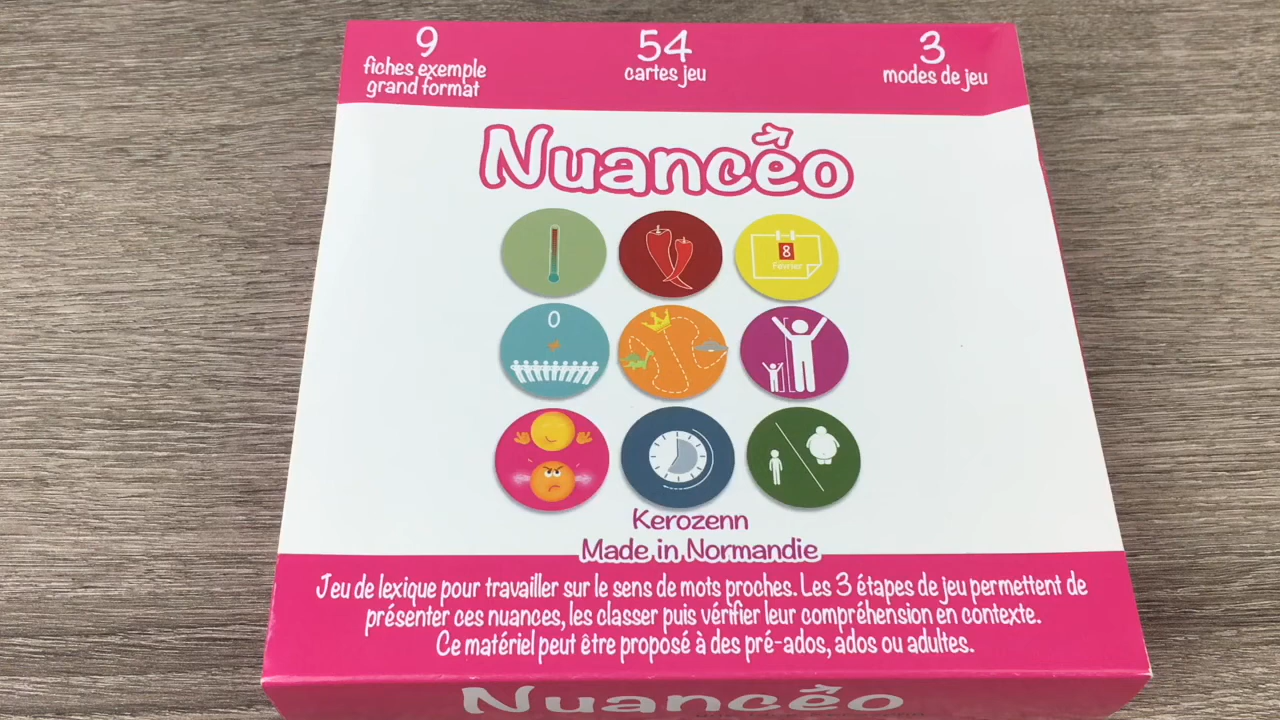 9
fiches exemple
grand format
54
cartes jeu
3
modes de jeu
Nuancêo
8
Février
0
Kerozenn
Made in Normandie
Jeu de lexique pour travailler sur le sens de mots proches. Les 3 étapes de jeu permettent de
présenter ces nuances, les classer puis vérifier leur compréhension en contexte.
Ce matériel peut être proposé à des pré-ados, ados ou adultes.
Nuancêo